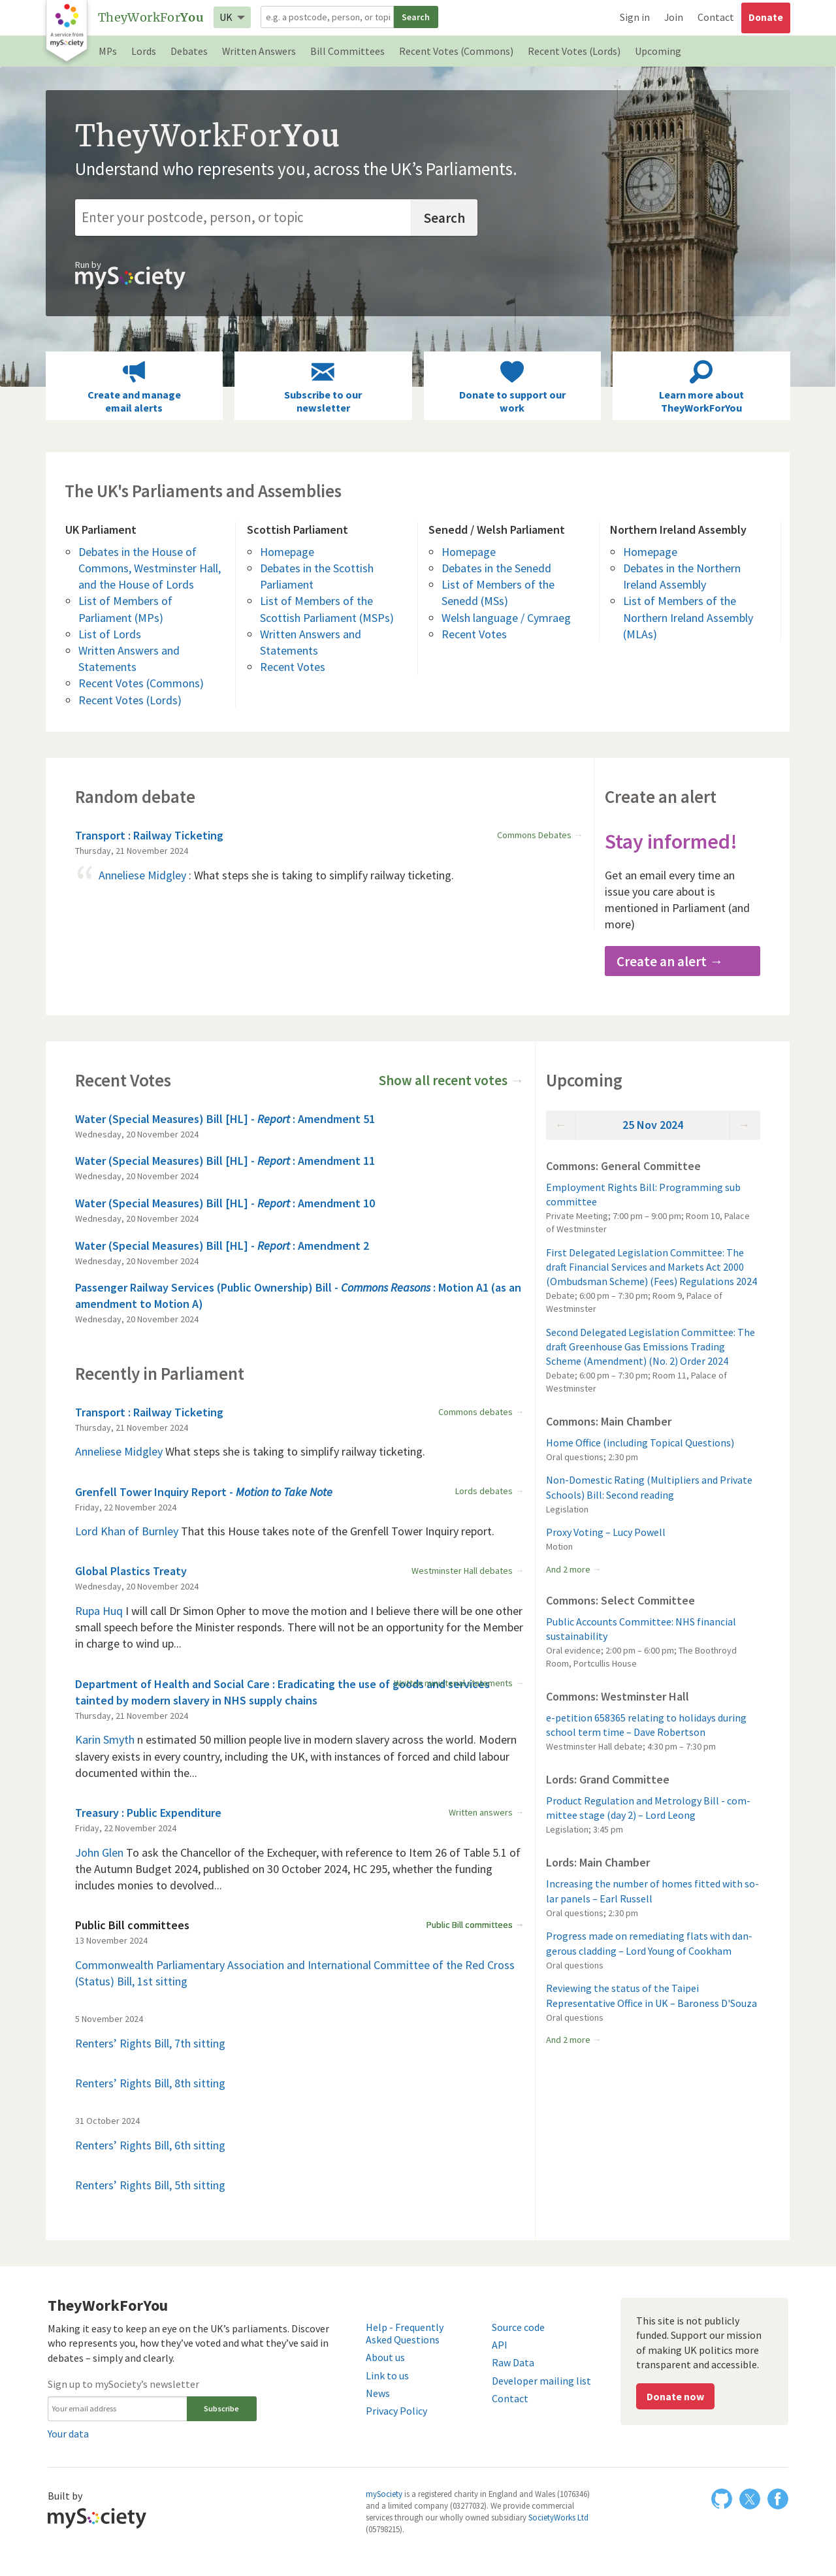 A service from
mySociety
TheyWorkForYou
UK
e.g. a postcode, person, or topi
Search
Sign in
Join
Contact
Donate
MPs
Lords
Debates
Written Answers
Bill Committees
Recent Votes (Commons)
Recent Votes (Lords)
Upcoming
TheyWorkForYou
Understand who represents you, across the UK’s Parliaments.
Enter your postcode, person, or topic
Search
Run by
mySociety
Create and manage
email alerts
Subscribe to our
newsletter
Donate to support our
work
Learn more about
TheyWorkForYou
The UK's Parliaments and Assemblies
UK Parliament
Debates in the House of
Commons, Westminster Hall,
and the House of Lords
List of Members of
Parliament (MPs)
List of Lords
Written Answers and
Statements
Recent Votes (Commons)
Recent Votes (Lords)
Scottish Parliament
Homepage
Debates in the Scottish
Parliament
List of Members of the
Scottish Parliament (MSPs)
Written Answers and
Statements
Recent Votes
Senedd / Welsh Parliament
Homepage
Debates in the Senedd
List of Members of the
Senedd (MSs)
Welsh language / Cymraeg
Recent Votes
Northern Ireland Assembly
Homepage
Debates in the Northern
Ireland Assembly
List of Members of the
Northern Ireland Assembly
(MLAs)
Random debate
Transport : Railway Ticketing
Commons Debates →
Thursday, 21 November 2024
“ Anneliese Midgley : What steps she is taking to simplify railway ticketing.
Create an alert
Stay informed!
Get an email every time an
issue you care about is
mentioned in Parliament (and
more)
Create an alert →
Recent Votes
Show all recent votes →
Water (Special Measures) Bill [HL] - Report : Amendment 51
Wednesday, 20 November 2024
Water (Special Measures) Bill [HL] - Report : Amendment 11
Wednesday, 20 November 2024
Water (Special Measures) Bill [HL] - Report : Amendment 10
Wednesday, 20 November 2024
Water (Special Measures) Bill [HL] - Report : Amendment 2
Wednesday, 20 November 2024
Passenger Railway Services (Public Ownership) Bill - Commons Reasons : Motion A1 (as an
amendment to Motion A)
Wednesday, 20 November 2024
Recently in Parliament
Transport : Railway Ticketing
Commons debates →
Thursday, 21 November 2024
Anneliese Midgley What steps she is taking to simplify railway ticketing.
Grenfell Tower Inquiry Report - Motion to Take Note
Lords debates →
Friday, 22 November 2024
Lord Khan of Burnley That this House takes note of the Grenfell Tower Inquiry report.
Global Plastics Treaty
Westminster Hall debates →
Wednesday, 20 November 2024
Rupa Huq I will call Dr Simon Opher to move the motion and I believe there will be one other
small speech before the Minister responds. There will not be an opportunity for the Member
in charge to wind up...
Department of Health and Social Care : Eradicating the use of goods and services
Written ministerial statements →
tainted by modern slavery in NHS supply chains
Thursday, 21 November 2024
Karin Smyth n estimated 50 million people live in modern slavery across the world. Modern
slavery exists in every country, including the UK, with instances of forced and child labour
documented within the...
Treasury : Public Expenditure
Written answers →
Friday, 22 November 2024
John Glen To ask the Chancellor of the Exchequer, with reference to Item 26 of Table 5.1 of
the Autumn Budget 2024, published on 30 October 2024, HC 295, whether the funding
includes monies to devolved...
Public Bill committees
Public Bill committees →
13 November 2024
Commonwealth Parliamentary Association and International Committee of the Red Cross
(Status) Bill, 1st sitting
5 November 2024
Renters’ Rights Bill, 7th sitting
Renters’ Rights Bill, 8th sitting
31 October 2024
Renters’ Rights Bill, 6th sitting
Renters’ Rights Bill, 5th sitting
Upcoming
← 25 Nov 2024 →
Commons: General Committee
Employment Rights Bill: Programming sub
committee
Private Meeting; 7:00 pm – 9:00 pm; Room 10, Palace
of Westminster
First Delegated Legislation Committee: The
draft Financial Services and Markets Act 2000
(Ombudsman Scheme) (Fees) Regulations 2024
Debate; 6:00 pm – 7:30 pm; Room 9, Palace of
Westminster
Second Delegated Legislation Committee: The
draft Greenhouse Gas Emissions Trading
Scheme (Amendment) (No. 2) Order 2024
Debate; 6:00 pm – 7:30 pm; Room 11, Palace of
Westminster
Commons: Main Chamber
Home Office (including Topical Questions)
Oral questions; 2:30 pm
Non-Domestic Rating (Multipliers and Private
Schools) Bill: Second reading
Legislation
Proxy Voting – Lucy Powell
Motion
And 2 more →
Commons: Select Committee
Public Accounts Committee: NHS financial
sustainability
Oral evidence; 2:00 pm – 6:00 pm; The Boothroyd
Room, Portcullis House
Commons: Westminster Hall
e-petition 658365 relating to holidays during
school term time – Dave Robertson
Westminster Hall debate; 4:30 pm – 7:30 pm
Lords: Grand Committee
Product Regulation and Metrology Bill - com-
mittee stage (day 2) – Lord Leong
Legislation; 3:45 pm
Lords: Main Chamber
Increasing the number of homes fitted with so-
lar panels – Earl Russell
Oral questions; 2:30 pm
Progress made on remediating flats with dan-
gerous cladding – Lord Young of Cookham
Oral questions
Reviewing the status of the Taipei
Representative Office in UK – Baroness D'Souza
Oral questions
And 2 more →
TheyWorkForYou
Making it easy to keep an eye on the UK’s parliaments. Discover
who represents you, how they’ve voted and what they’ve said in
debates – simply and clearly.
Sign up to mySociety’s newsletter
Your email address
Subscribe
Your data
Help - Frequently
Asked Questions
About us
Link to us
News
Privacy Policy
Source code
API
Raw Data
Developer mailing list
Contact
This site is not publicly
funded. Support our mission
of making UK politics more
transparent and accessible.
Donate now
Built by
mySociety
mySociety is a registered charity in England and Wales (1076346)
and a limited company (03277032). We provide commercial
services through our wholly owned subsidiary SocietyWorks Ltd
(05798215).